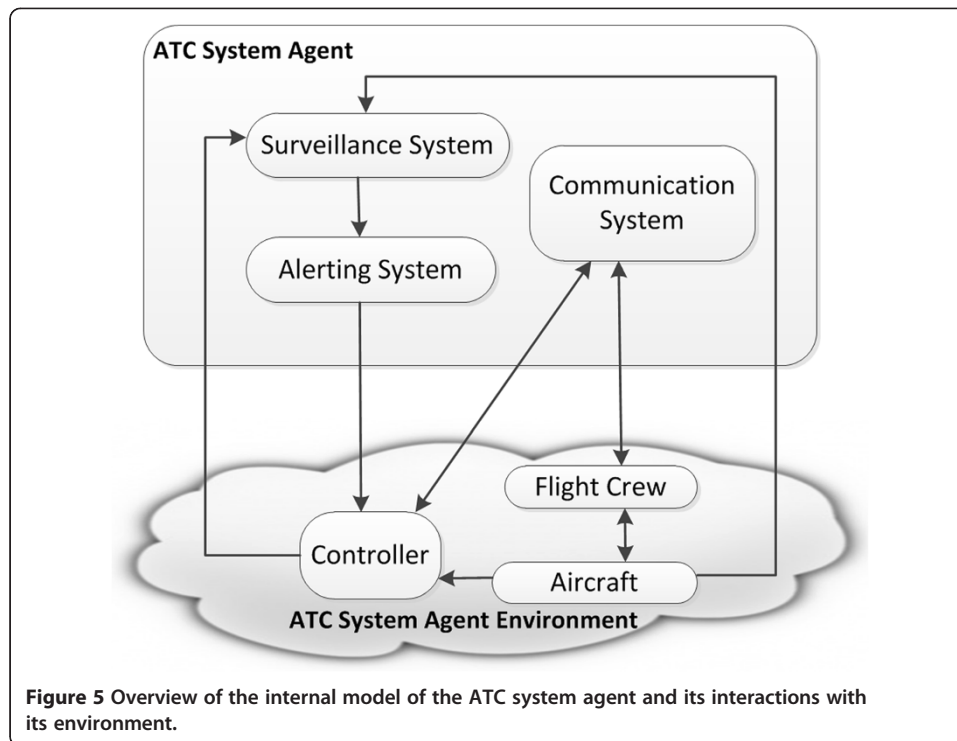 ATC System Agent
Surveillance System
Communication
System
Alerting System
Flight Crew
Controller
Aircraft
ATC System Agent Environment
Figure 5 Overview of the internal model of the ATC system agent and its interactions with
its environment.